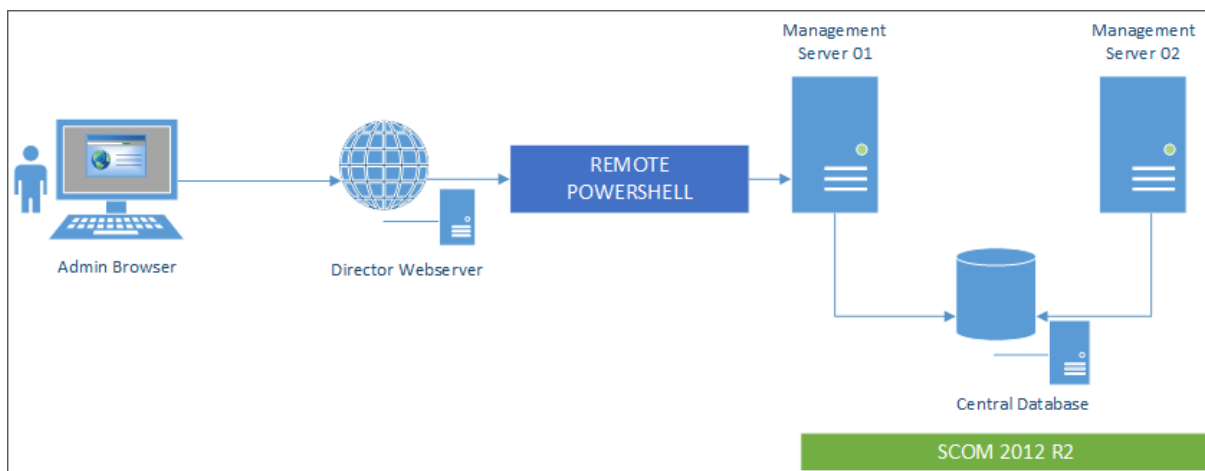 Management
Server 01
Management
Server 02
REMOTE
POWERSHELL
Admin Browser
Director Webserver
Central Database
SCOM 2012 R2